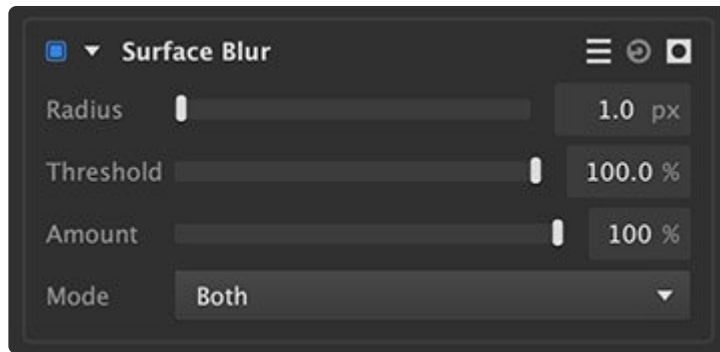 Surface Blur
Radius 1.0 px
Threshold 100.0 %
Amount 100 %
Mode Both